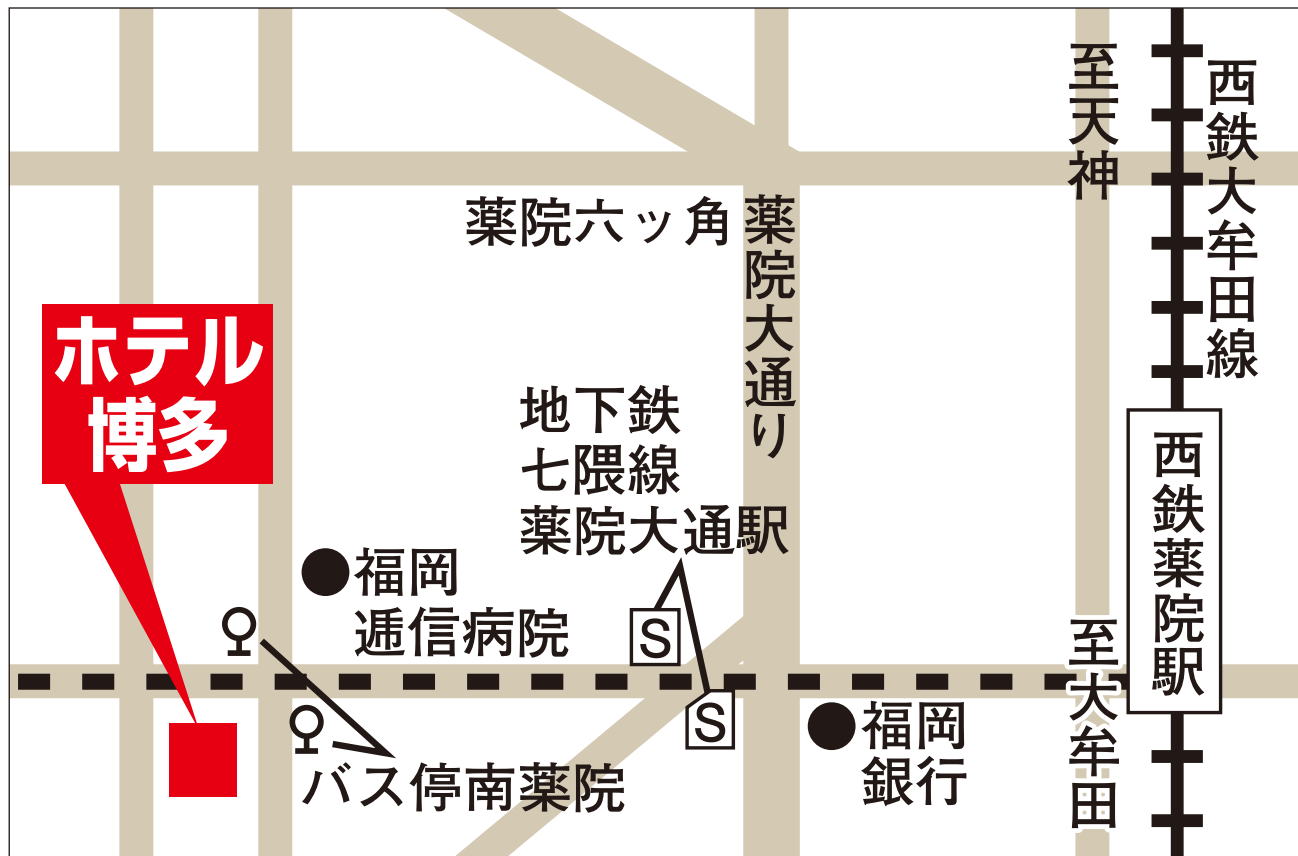 至天神
西鉄大牟田線
薬院六ッ角
薬院大通り
ホテル
博多
地下鉄
七隈線
薬院大通駅
西鉄薬院駅
福岡
逓信病院
S
S
至大牟田
福岡
銀行
バス停南薬院